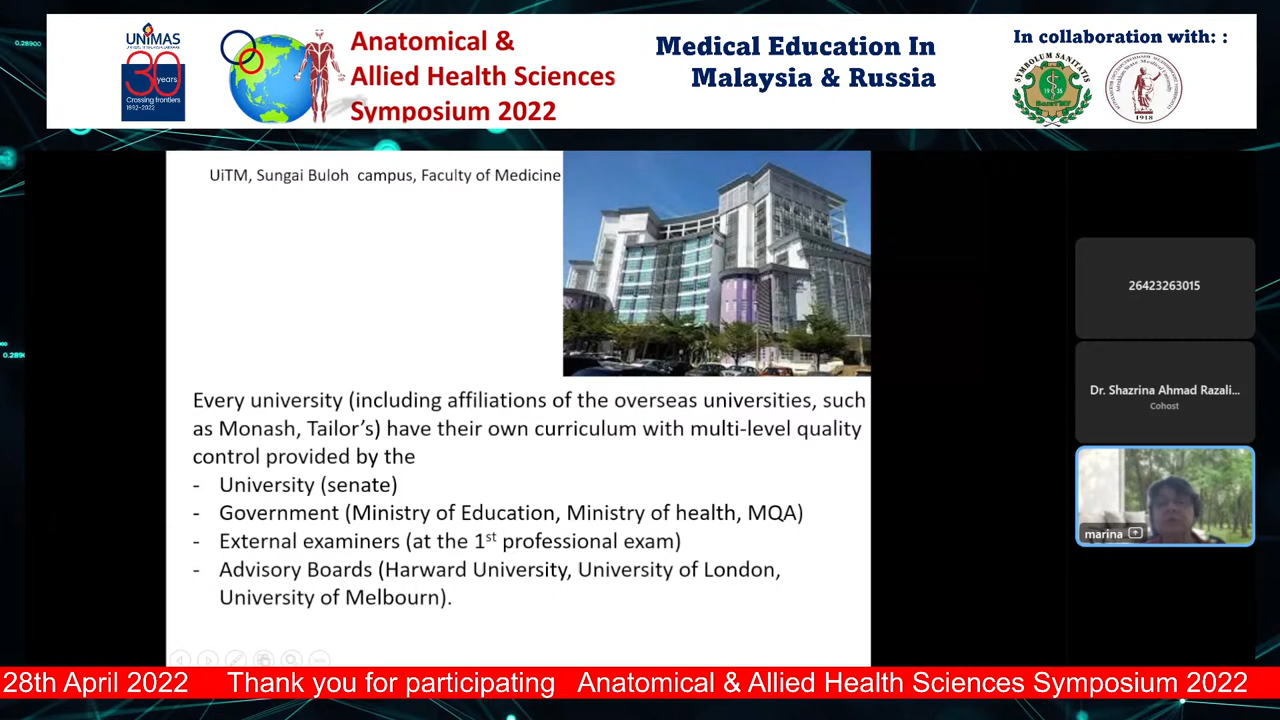 0.28900
UNIMAS
30
years
Crossing frontiers
1992-2022
Anatomical &
Allied Health Sciences
Symposium 2022
Medical Education In
Malaysia & Russia
In collaboration with: :
SYMBOLUM SANITATIS
1918
UiTM, Sungai Buloh campus, Faculty of Medicine
Every university (including affiliations of the overseas universities, such
as Monash, Tailor's) have their own curriculum with multi-level quality
control provided by the
- University (senate)
- Government (Ministry of Education, Ministry of health, MQA)
- External examiners (at the 1st professional exam)
- Advisory Boards (Harward University, University of London,
University of Melbourn).
26423263015
Dr. Shazrina Ahmad Razali...
Cohost
marina
28th April 2022 Thank you for participating Anatomical & Allied Health Sciences Symposium 2022